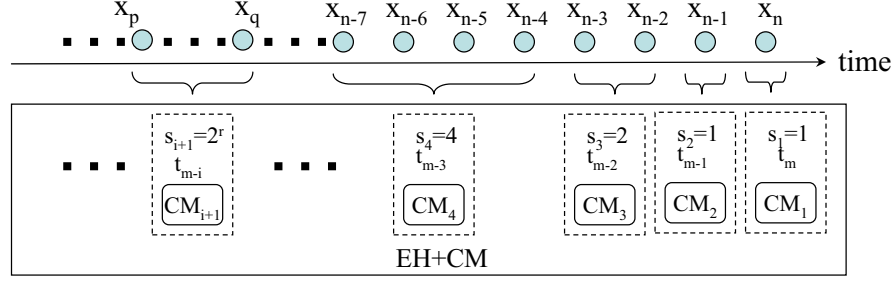 x_p x_q x_{n-7} x_{n-6} x_{n-5} x_{n-4} x_{n-3} x_{n-2} x_{n-1} x_n
time
s_{i+1}=2^r s_4=4 s_3=2 s_2=1 s_1=1
t_{m-i} t_{m-3} t_{m-2} t_{m-1} t_m
CM_{i+1} CM_4 CM_3 CM_2 CM_1
EH+CM